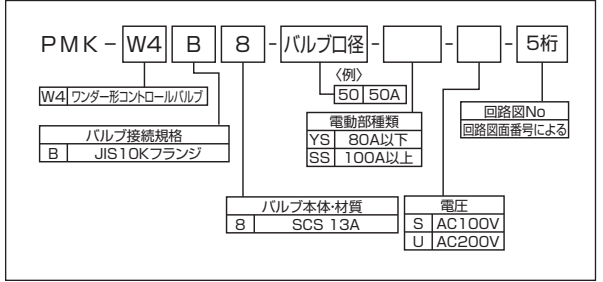 PMK-W4 B 8-バルブ口径- - -5桁
〈例〉
50 50A
W4 ワンダー形コントロールバルブ
バルブ接続規格
B JIS10Kフランジ
電動部種類
YS 80A以下
SS 100A以上
回路図No
回路図面番号による
バルブ本体・材質
8 SCS 13A
電圧
S AC100V
U AC200V